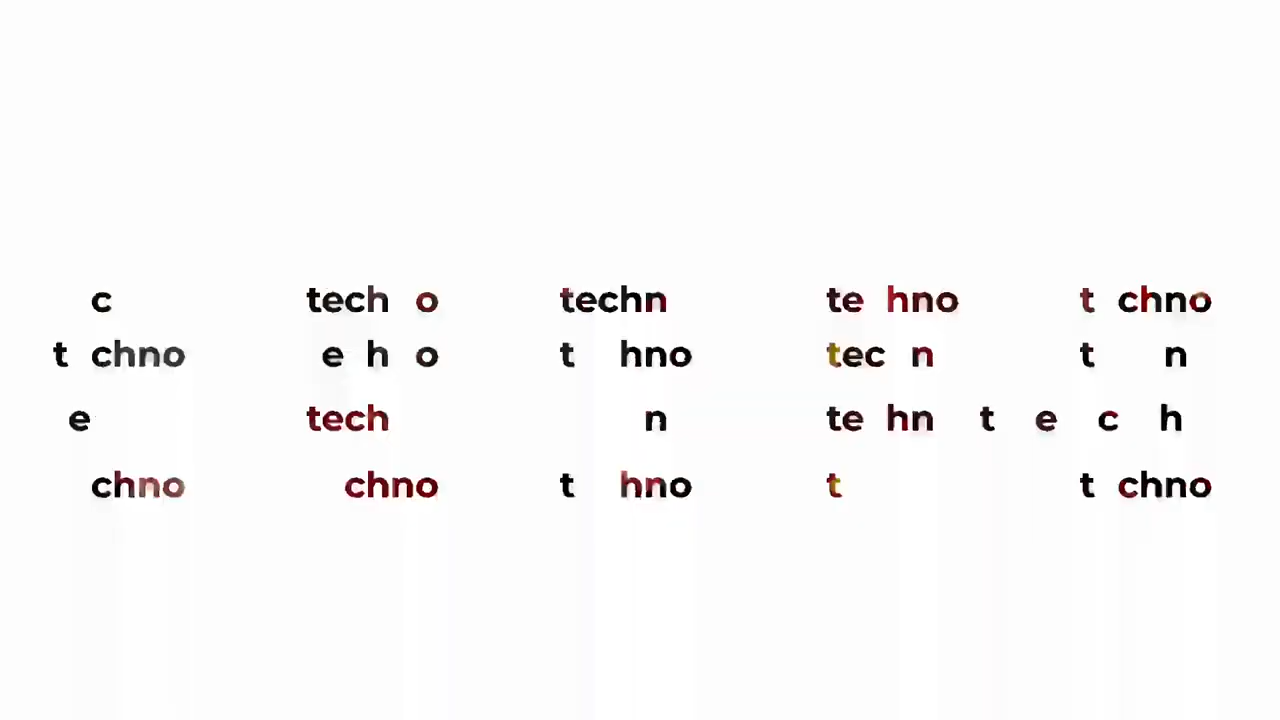 c tech o techn te hno t chno
t chno e h o t hno tec n t n
e tech n te hn t e c h
chno chno t hno t t chno